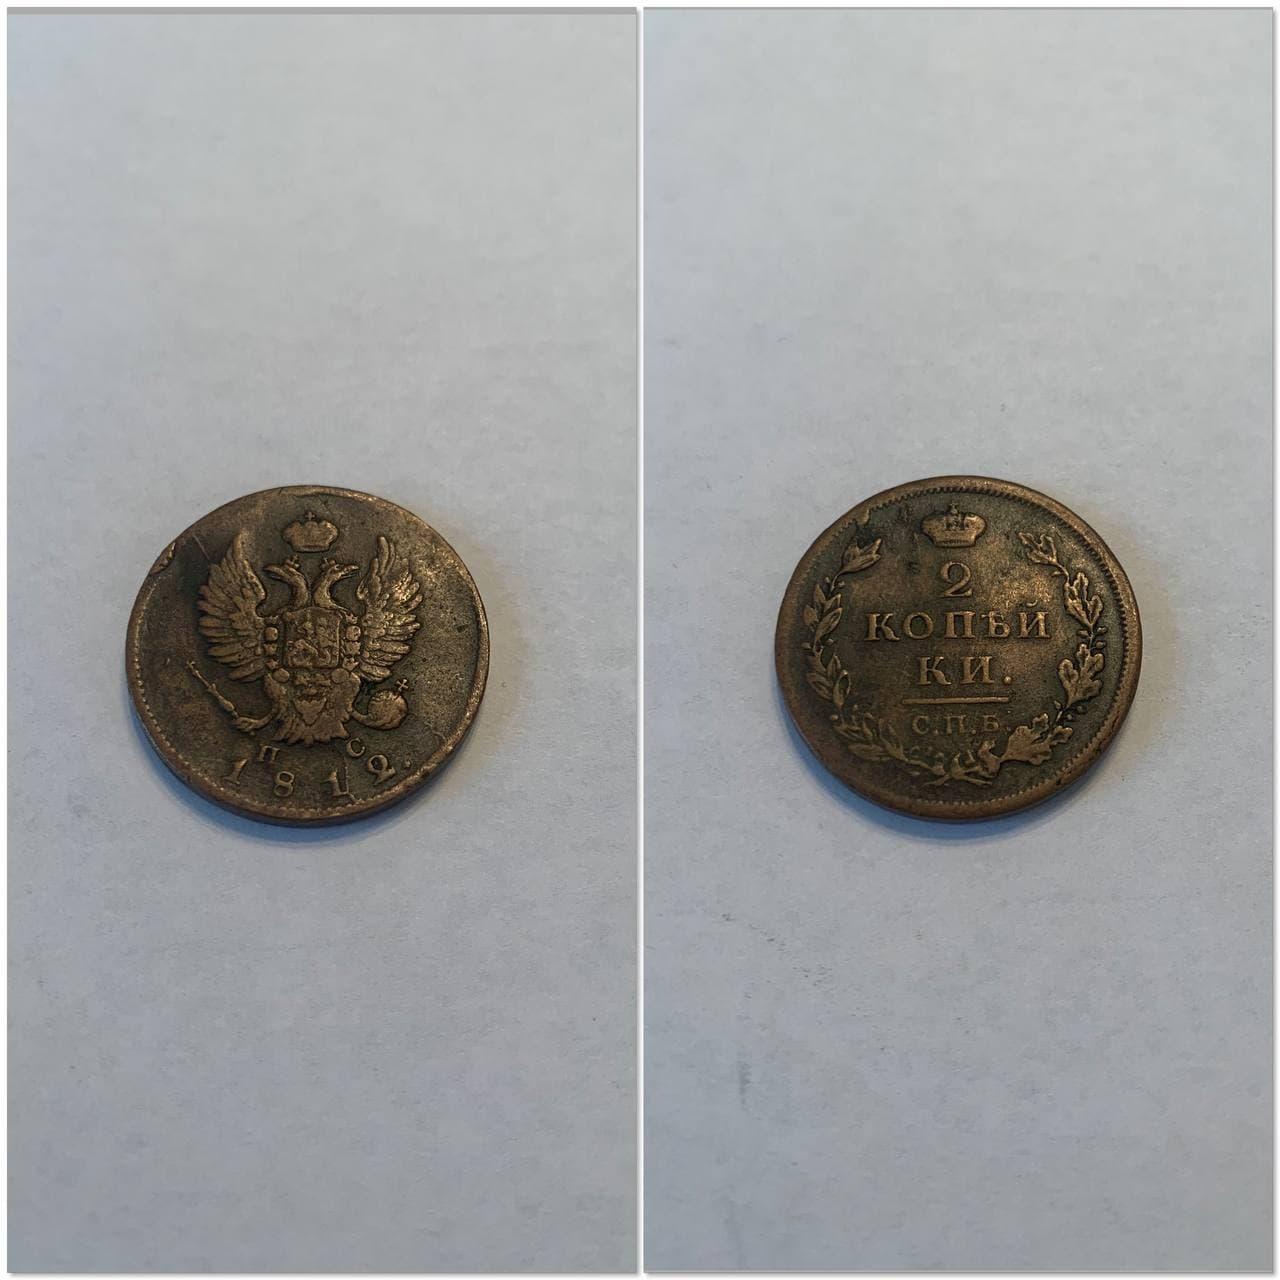 П С
1812.
2
КОПѢЙ
КИ.
С.П.Б.